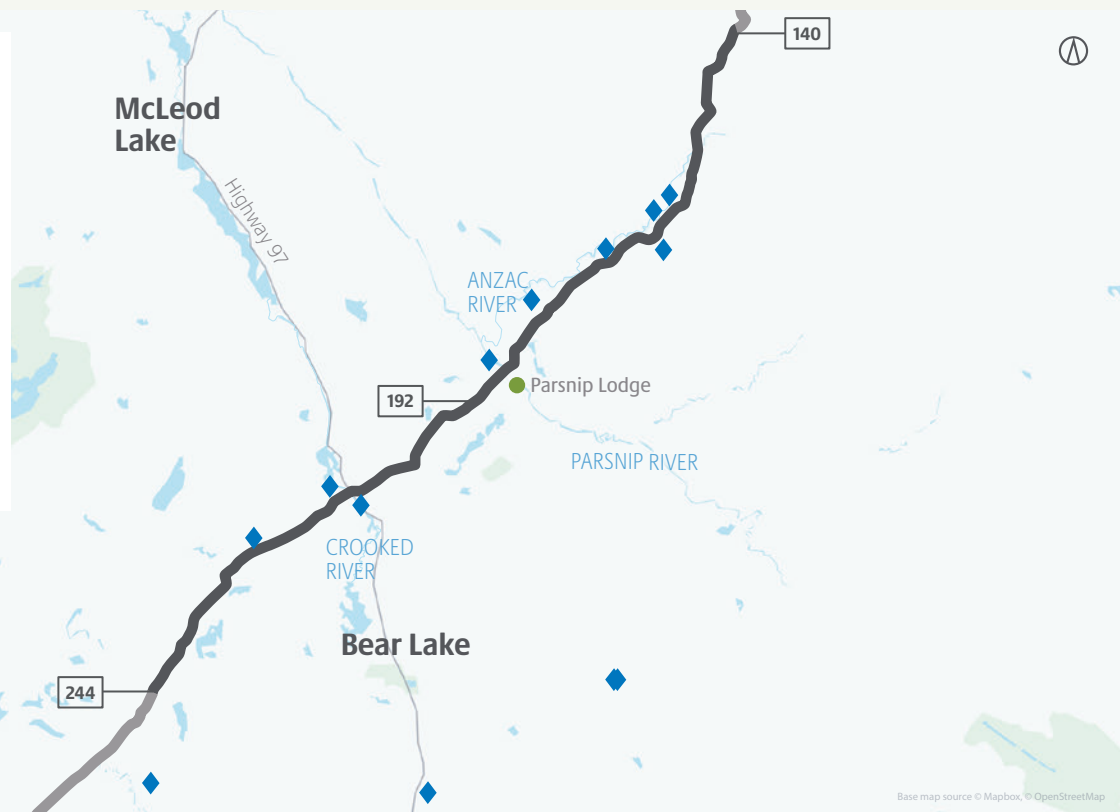 140
McLeod
Lake
Highway 97
ANZAC
RIVER
Parsnip Lodge
192
PARSNIP RIVER
CROOKED
RIVER
Bear Lake
244
Base map source © Mapbox, © OpenStreetMap